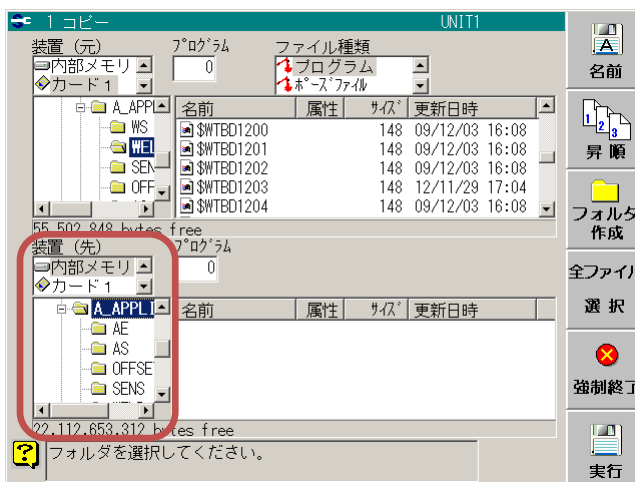 1 コピー
UNIT1
装置（元）
ﾌﾟﾛｸﾞﾗﾑ
ファイル種類
内部メモリ
カード1
0
プログラム
ﾎﾟｰｽﾞﾌｧｲﾙ
A_APPL
WS
WEL
SEN
OFF
名前 属性 ｻｲｽﾞ 更新日時
$WTBD1200 148 09/12/03 16:08
$WTBD1201 148 09/12/03 16:08
$WTBD1202 148 09/12/03 16:08
$WTBD1203 148 12/11/29 17:04
$WTBD1204 148 09/12/03 16:08
55,502,848 bytes free
装置（先）
ﾌﾟﾛｸﾞﾗﾑ
内部メモリ
カード1
0
A_APPLI
AE
AS
OFFSE
SENS
名前 属性 ｻｲｽﾞ 更新日時
22,112,653,312 bytes free
フォルダを選択してください。
A
名前
1 2 3
昇 順
フォルダ
作成
全ファイル
選 択
強制終了
実行